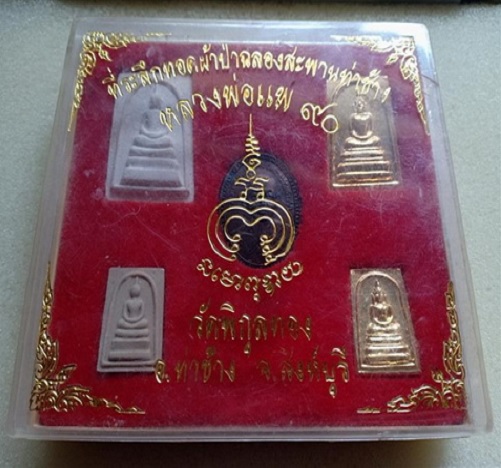 ที่ระลึกทอดผ้าป่าฉลองสะพานท่าช้าง
หลวงพ่อแพ ๙๐
วัดพิกุลทอง
อ.ท่าช้าง จ.สิงห์บุรี